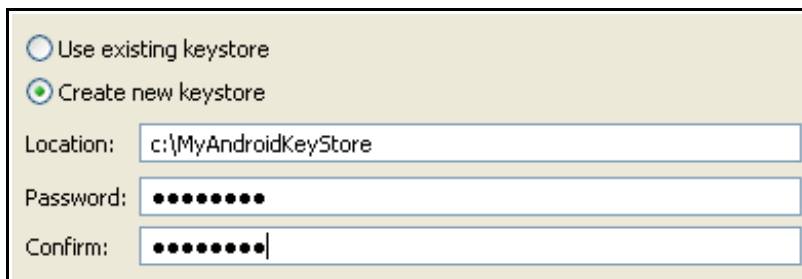 Use existing keystore
Create new keystore
Location: c:\MyAndroidKeyStore
Password: ●●●●●●●●
Confirm: ●●●●●●●●